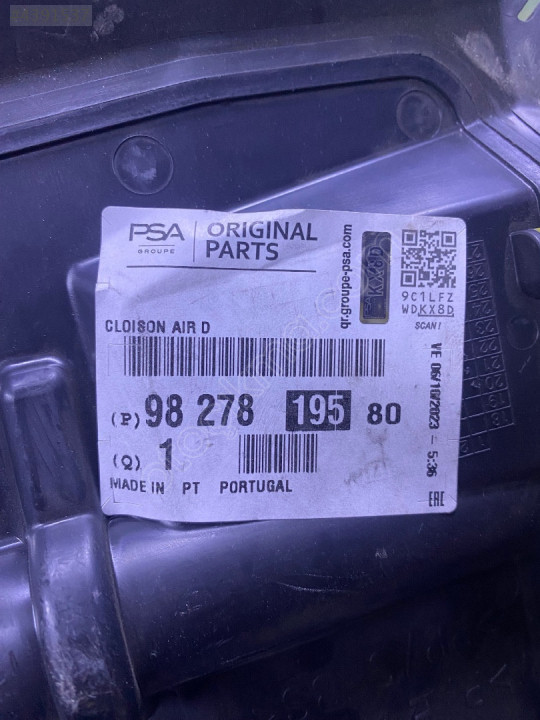 PSA
GROUPE
ORIGINAL
PARTS
qr.groupe-psa.com
KX8D
9C1LFZ
WDKX8D
SCAN!
CLOISON AIR D
(P) 98 278 195 80
(Q) 1
MADE IN PT PORTUGAL
VE 06/10/2023 - 5:36
EAC